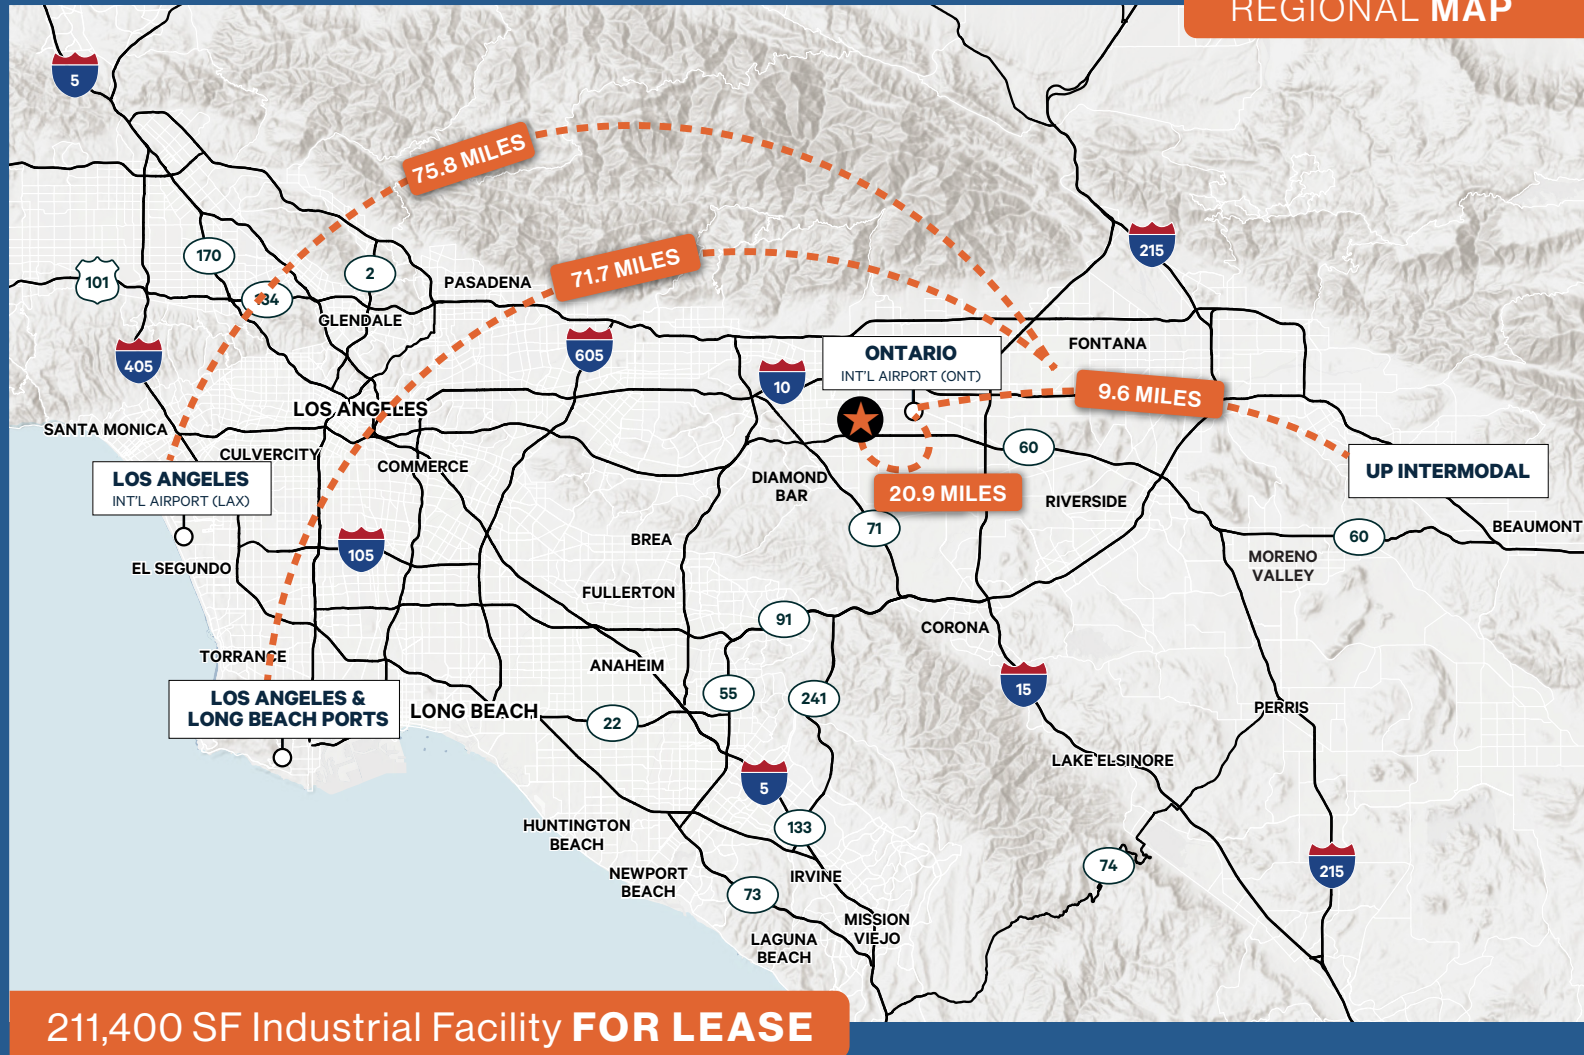 REGIONAL MAP
5
75.8 MILES
71.7 MILES
170
2
101
PASADENA
215
GLENDALE
405
605
10
ONTARIO
INT'L AIRPORT (ONT)
FONTANA
9.6 MILES
LOS ANGELES
SANTA MONICA
CULVERCITY
COMMERCE
60
LOS ANGELES
INT'L AIRPORT (LAX)
DIAMOND
BAR
20.9 MILES
RIVERSIDE
UP INTERMODAL
71
BEAUMONT
60
BREA
105
EL SEGUNDO
MORENO
VALLEY
FULLERTON
91
CORONA
TORRANCE
ANAHEIM
55
241
15
LOS ANGELES &
LONG BEACH PORTS
LONG BEACH
22
PERRIS
LAKE ELSINORE
5
HUNTINGTON
BEACH
133
74
215
NEWPORT
BEACH
IRVINE
73
MISSION
VIEJO
LAGUNA
BEACH
211,400 SF Industrial Facility FOR LEASE